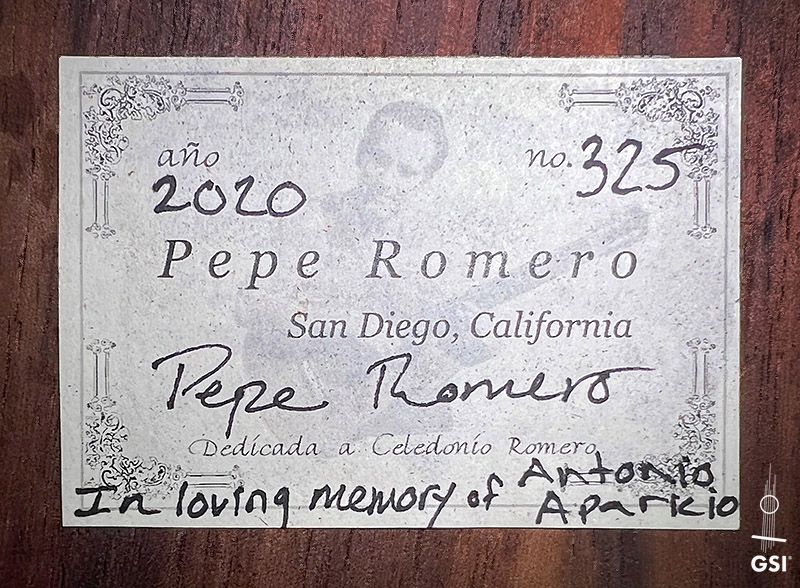 año no. 325
2020
Pepe Romero
San Diego, California
Pepe Romero
Dedicada a Celedonio Romero
In loving memory of Antonio
Aparicio
GSI